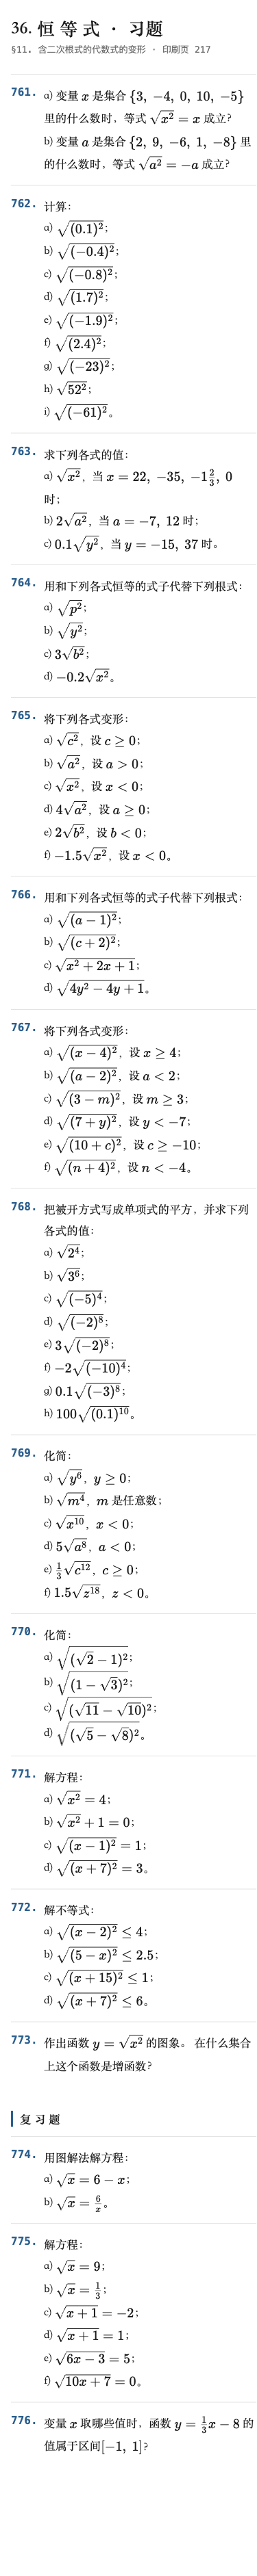 36. 恒等式 · 习题
§11. 含二次根式的代数式的变形 · 印刷页 217
761. a) 变量 x 是集合 {3, −4, 0, 10, −5}
里的什么数时，等式 √(x²) = x 成立?
b) 变量 a 是集合 {2, 9, −6, 1, −8} 里
的什么数时，等式 √(a²) = −a 成立?
762. 计算:
a) √((0.1)²);
b) √((−0.4)²);
c) √((−0.8)²);
d) √((1.7)²);
e) √((−1.9)²);
f) √((2.4)²);
g) √((−23)²);
h) √(52²);
i) √((−61)²)。
763. 求下列各式的值:
a) √(x²)，当 x = 22, −35, −1 2/3, 0
时;
b) 2√(a²)，当 a = −7, 12 时;
c) 0.1√(y²)，当 y = −15, 37 时。
764. 用和下列各式恒等的式子代替下列根式:
a) √(p²);
b) √(y²);
c) 3√(b²);
d) −0.2√(x²)。
765. 将下列各式变形:
a) √(c²)，设 c ≥ 0;
b) √(a²)，设 a > 0;
c) √(x²)，设 x < 0;
d) 4√(a²)，设 a ≥ 0;
e) 2√(b²)，设 b < 0;
f) −1.5√(x²)，设 x < 0。
766. 用和下列各式恒等的式子代替下列根式:
a) √((a − 1)²);
b) √((c + 2)²);
c) √(x² + 2x + 1);
d) √(4y² − 4y + 1)。
767. 将下列各式变形:
a) √((x − 4)²)，设 x ≥ 4;
b) √((a − 2)²)，设 a < 2;
c) √((3 − m)²)，设 m ≥ 3;
d) √((7 + y)²)，设 y < −7;
e) √((10 + c)²)，设 c ≥ −10;
f) √((n + 4)²)，设 n < −4。
768. 把被开方式写成单项式的平方，并求下列
各式的值:
a) √(2⁴);
b) √(3⁶);
c) √((−5)⁴);
d) √((−2)⁸);
e) 3√((−2)⁸);
f) −2√((−10)⁴);
g) 0.1√((−3)⁸);
h) 100√((0.1)¹⁰)。
769. 化简:
a) √(y⁶)，y ≥ 0;
b) √(m⁴)，m 是任意数;
c) √(x¹⁰)，x < 0;
d) 5√(a⁸)，a < 0;
e) 1/3 √(c¹²)，c ≥ 0;
f) 1.5√(z¹⁸)，z < 0。
770. 化简:
a) √((√2 − 1)²);
b) √((1 − √3)²);
c) √((√11 − √10)²);
d) √((√5 − √8)²)。
771. 解方程:
a) √(x²) = 4;
b) √(x²) + 1 = 0;
c) √((x − 1)²) = 1;
d) √((x + 7)²) = 3。
772. 解不等式:
a) √((x − 2)²) ≤ 4;
b) √((5 − x)²) ≤ 2.5;
c) √((x + 15)²) ≤ 1;
d) √((x + 7)²) ≤ 6。
773. 作出函数 y = √(x²) 的图象。在什么集合
上这个函数是增函数?
复习题
774. 用图解法解方程:
a) √x = 6 − x;
b) √x = 6/x。
775. 解方程:
a) √x = 9;
b) √x = 1/3;
c) √(x + 1) = −2;
d) √(x + 1) = 1;
e) √(6x − 3) = 5;
f) √(10x + 7) = 0。
776. 变量 x 取哪些值时，函数 y = 1/3 x − 8 的
值属于区间[−1, 1]?